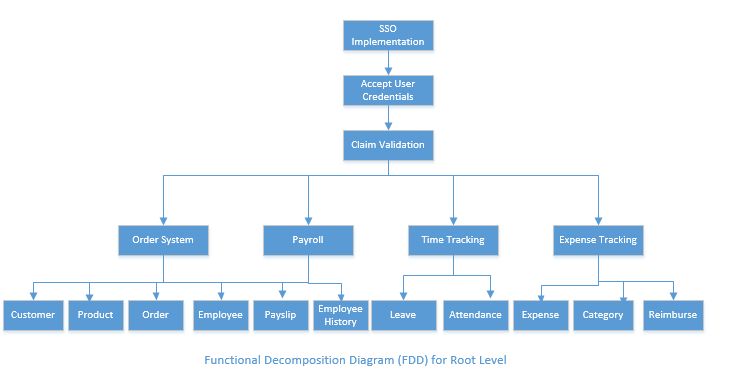 SSO
Implementation
Accept User
Credentials
Claim Validation
Order System
Payroll
Time Tracking
Expense Tracking
Customer
Product
Order
Employee
Payslip
Employee
History
Leave
Attendance
Expense
Category
Reimburse
Functional Decomposition Diagram (FDD) for Root Level